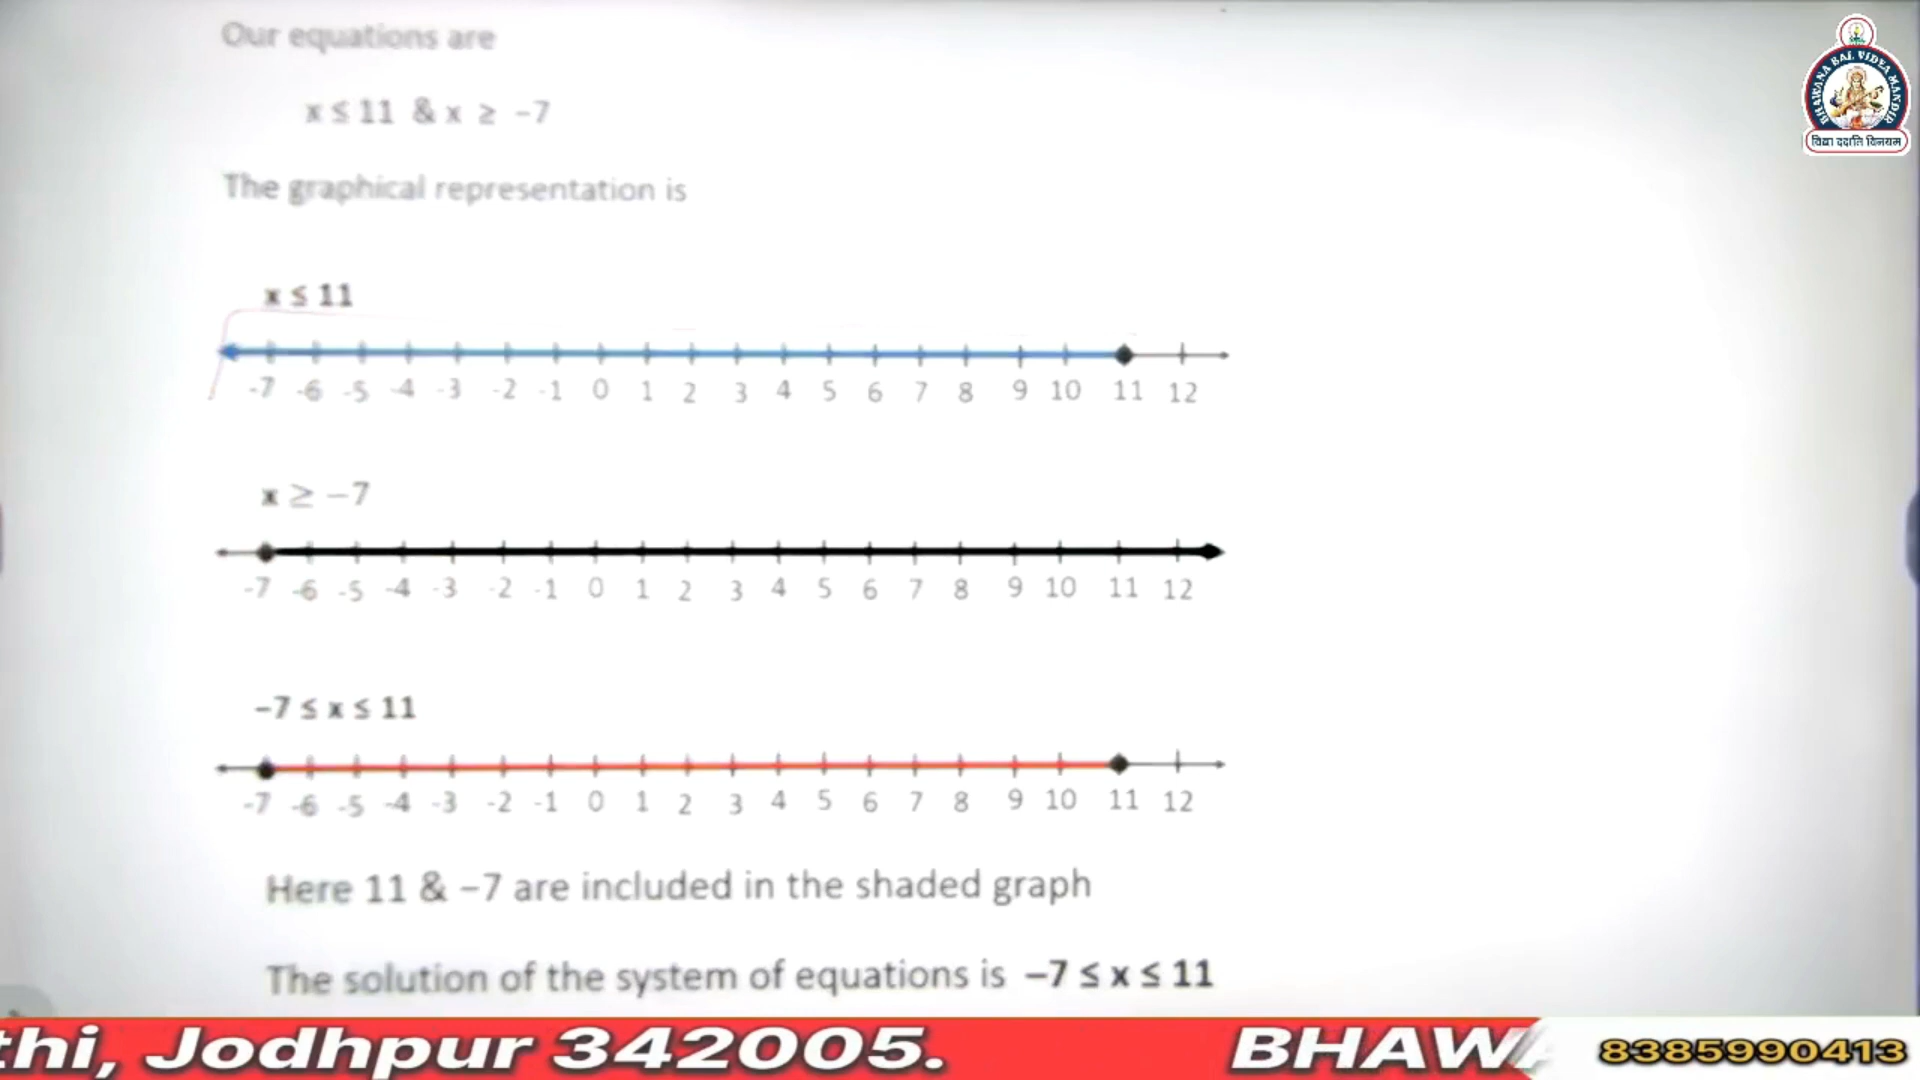 Our equations are
x ≤ 11 & x ≥ −7
The graphical representation is
x ≤ 11
-7 -6 -5 -4 -3 -2 -1 0 1 2 3 4 5 6 7 8 9 10 11 12
x ≥ −7
-7 -6 -5 -4 -3 -2 -1 0 1 2 3 4 5 6 7 8 9 10 11 12
−7 ≤ x ≤ 11
-7 -6 -5 -4 -3 -2 -1 0 1 2 3 4 5 6 7 8 9 10 11 12
Here 11 & −7 are included in the shaded graph
The solution of the system of equations is −7 ≤ x ≤ 11
BHAWANA BAL VIDYA MANDIR
विद्या ददाति विनयम
thi, Jodhpur 342005. BHAWA 8385990413